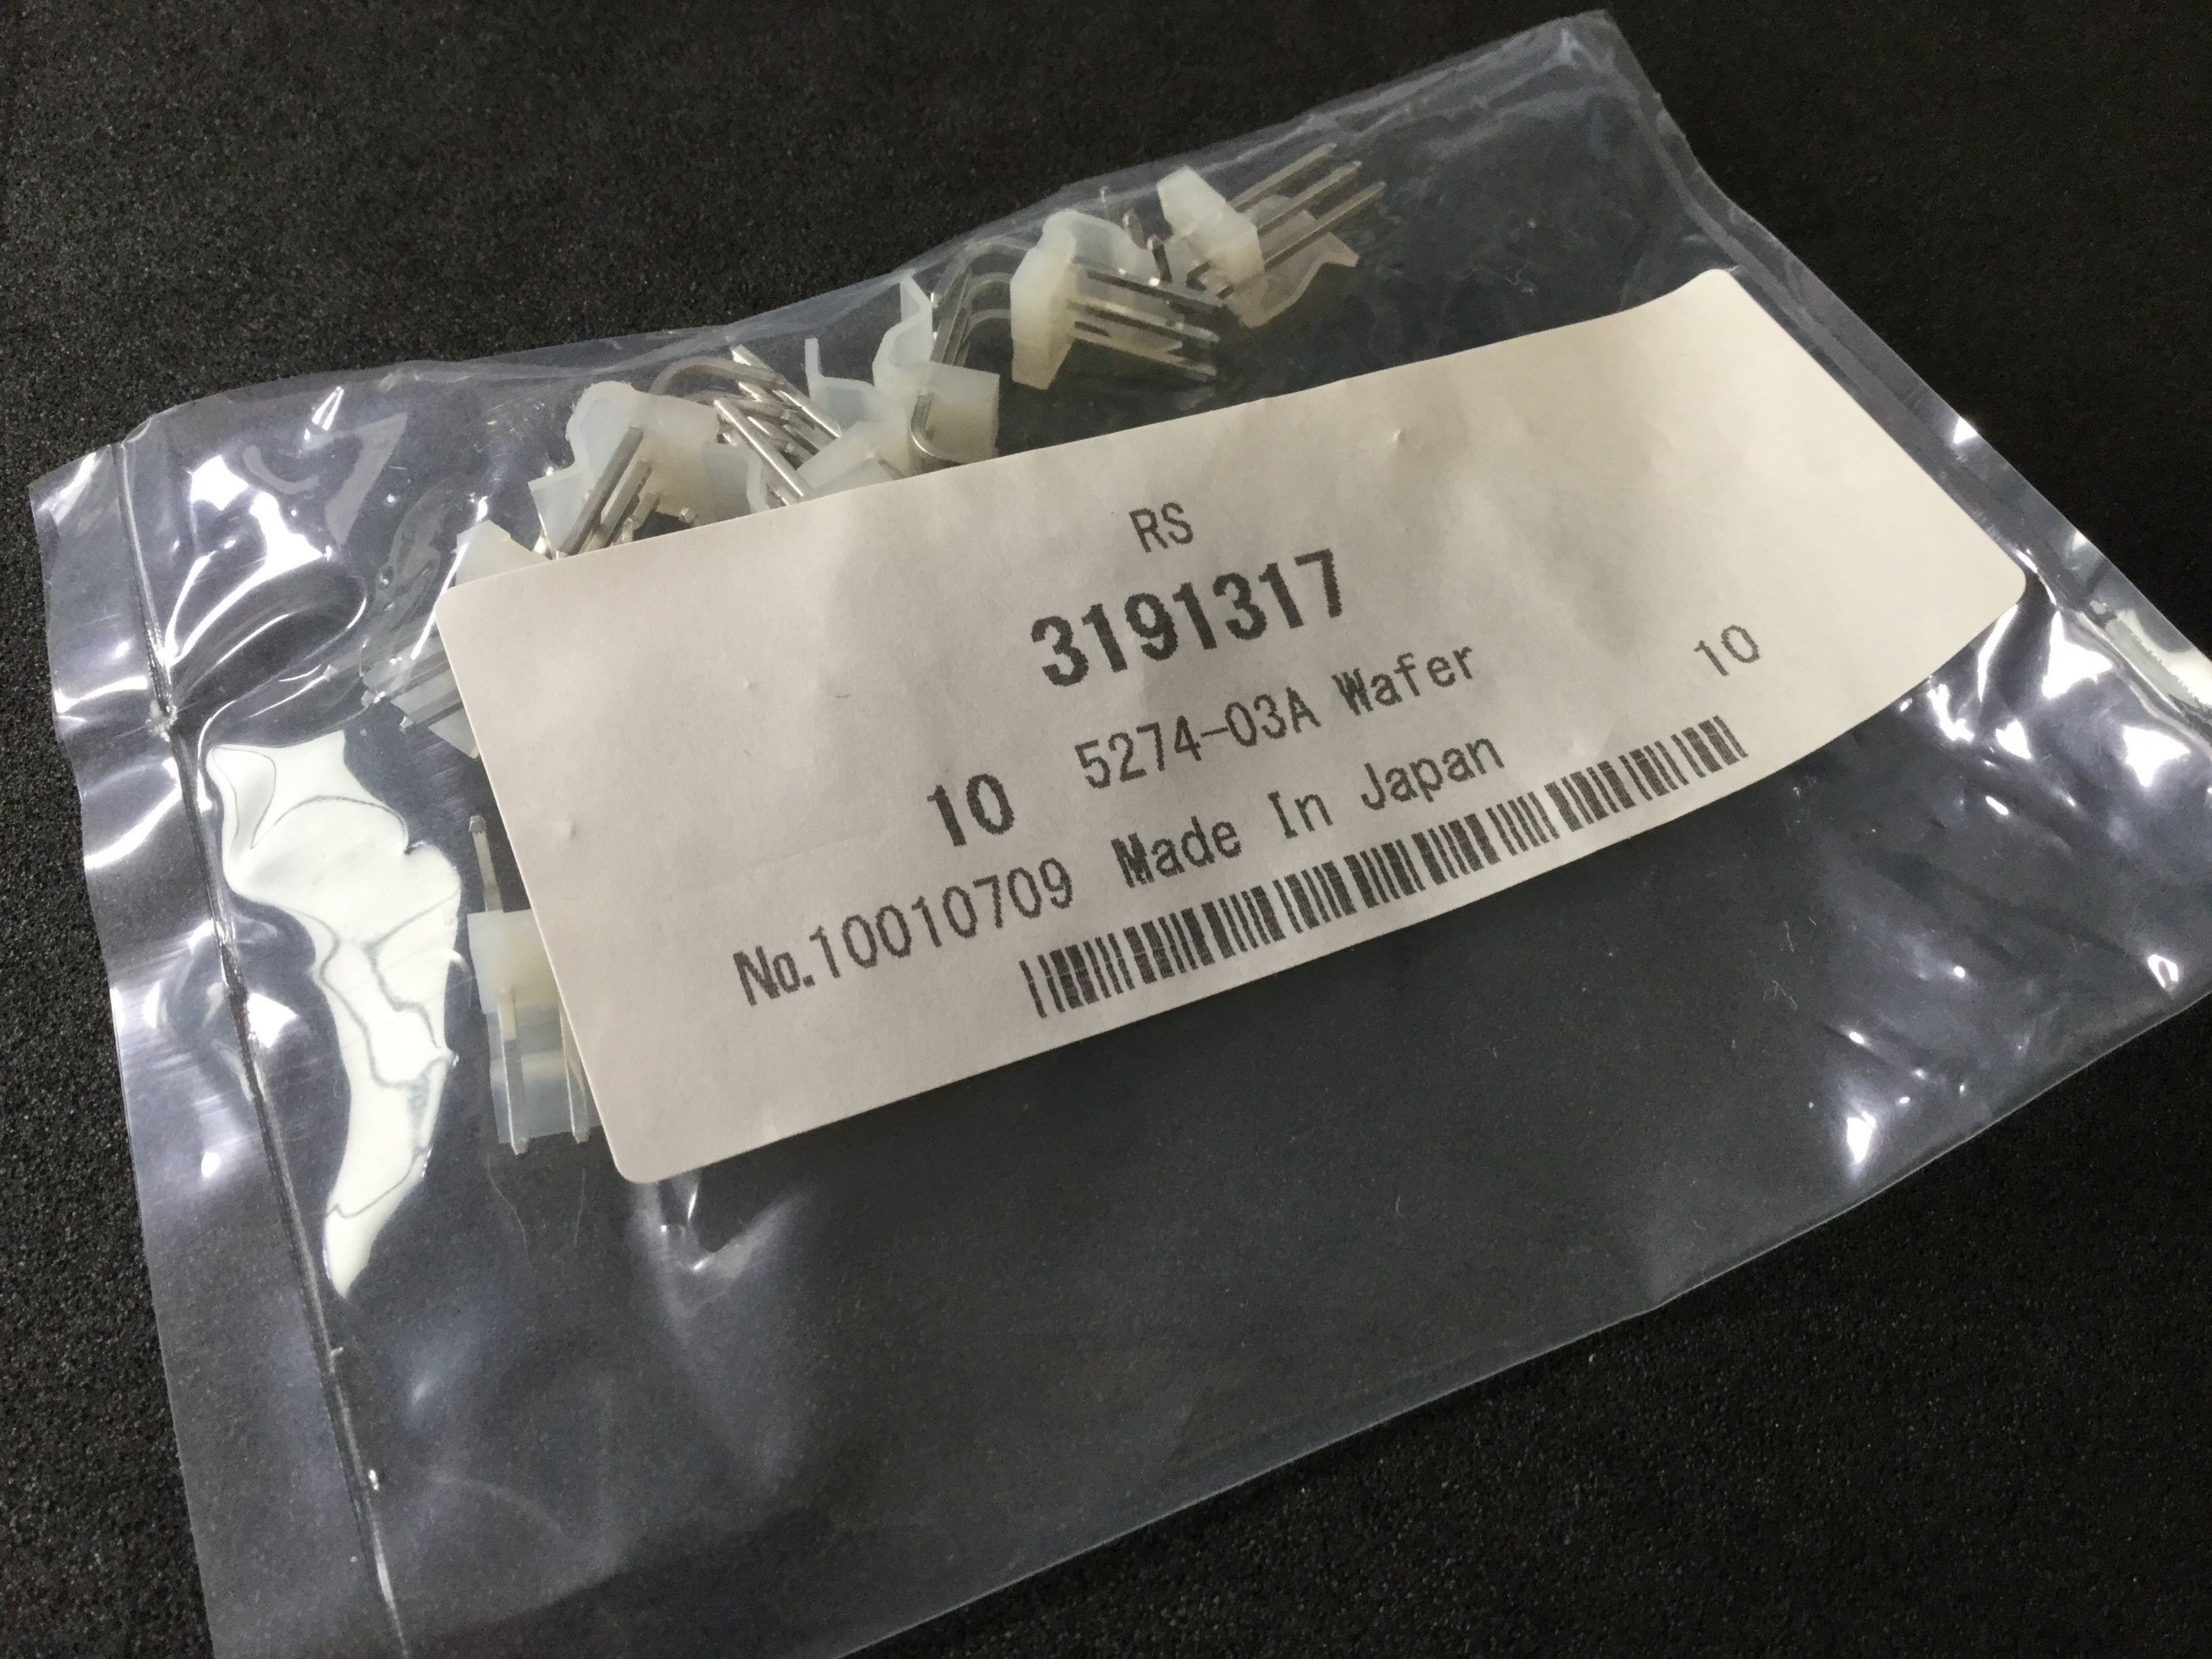 RS
3191317
5274-03A Wafer 10
10
No.10010709 Made In Japan